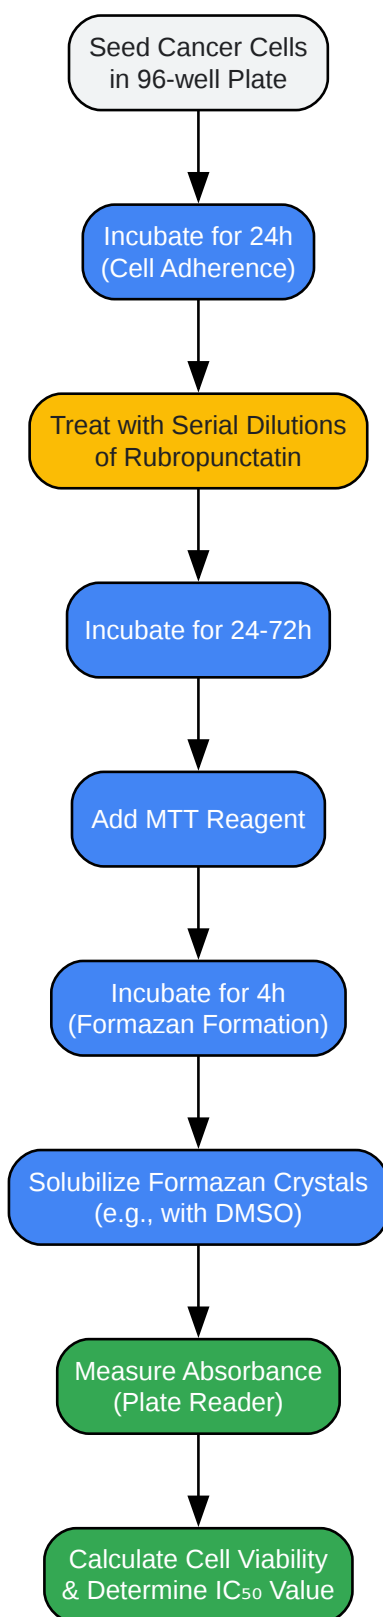 Seed Cancer Cells
in 96-well Plate
Incubate for 24h
(Cell Adherence)
Treat with Serial Dilutions
of Rubropunctatin
Incubate for 24-72h
Add MTT Reagent
Incubate for 4h
(Formazan Formation)
Solubilize Formazan Crystals
(e.g., with DMSO)
Measure Absorbance
(Plate Reader)
Calculate Cell Viability
& Determine IC₅₀ Value